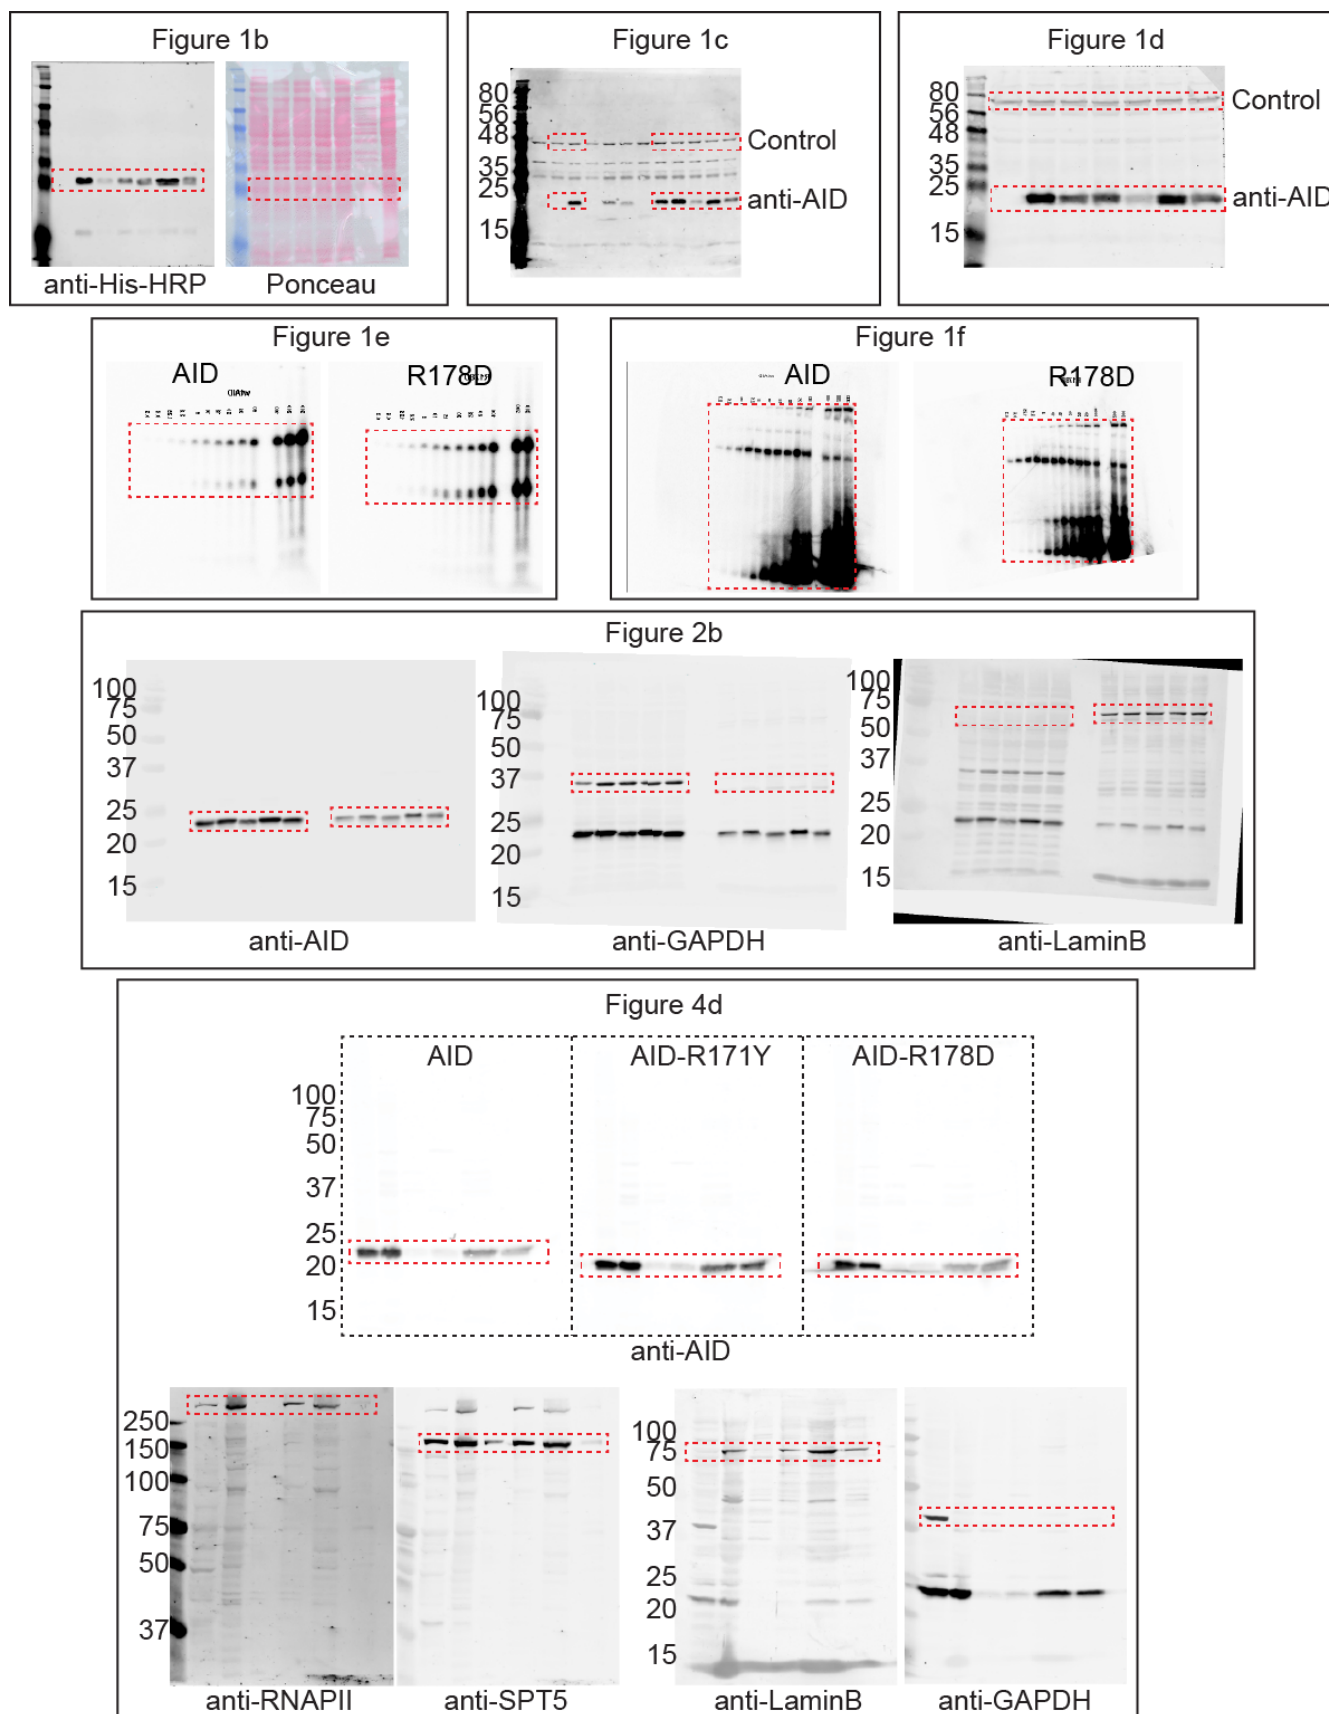 Figure 1b
anti-His-HRP
Ponceau
Figure 1c
80
56
48
35
25
15
Control
anti-AID
Figure 1d
80
56
48
35
25
15
Control
anti-AID
Figure 1e
AID
R178D
Figure 1f
AID
R178D
Figure 2b
100
75
50
37
25
20
15
anti-AID
100
75
50
37
25
20
15
anti-GAPDH
100
75
50
37
25
20
15
anti-LaminB
Figure 4d
AID
AID-R171Y
AID-R178D
100
75
50
37
25
20
15
anti-AID
250
150
100
75
50
37
anti-RNAPII
anti-SPT5
100
75
50
37
25
20
15
anti-LaminB
anti-GAPDH